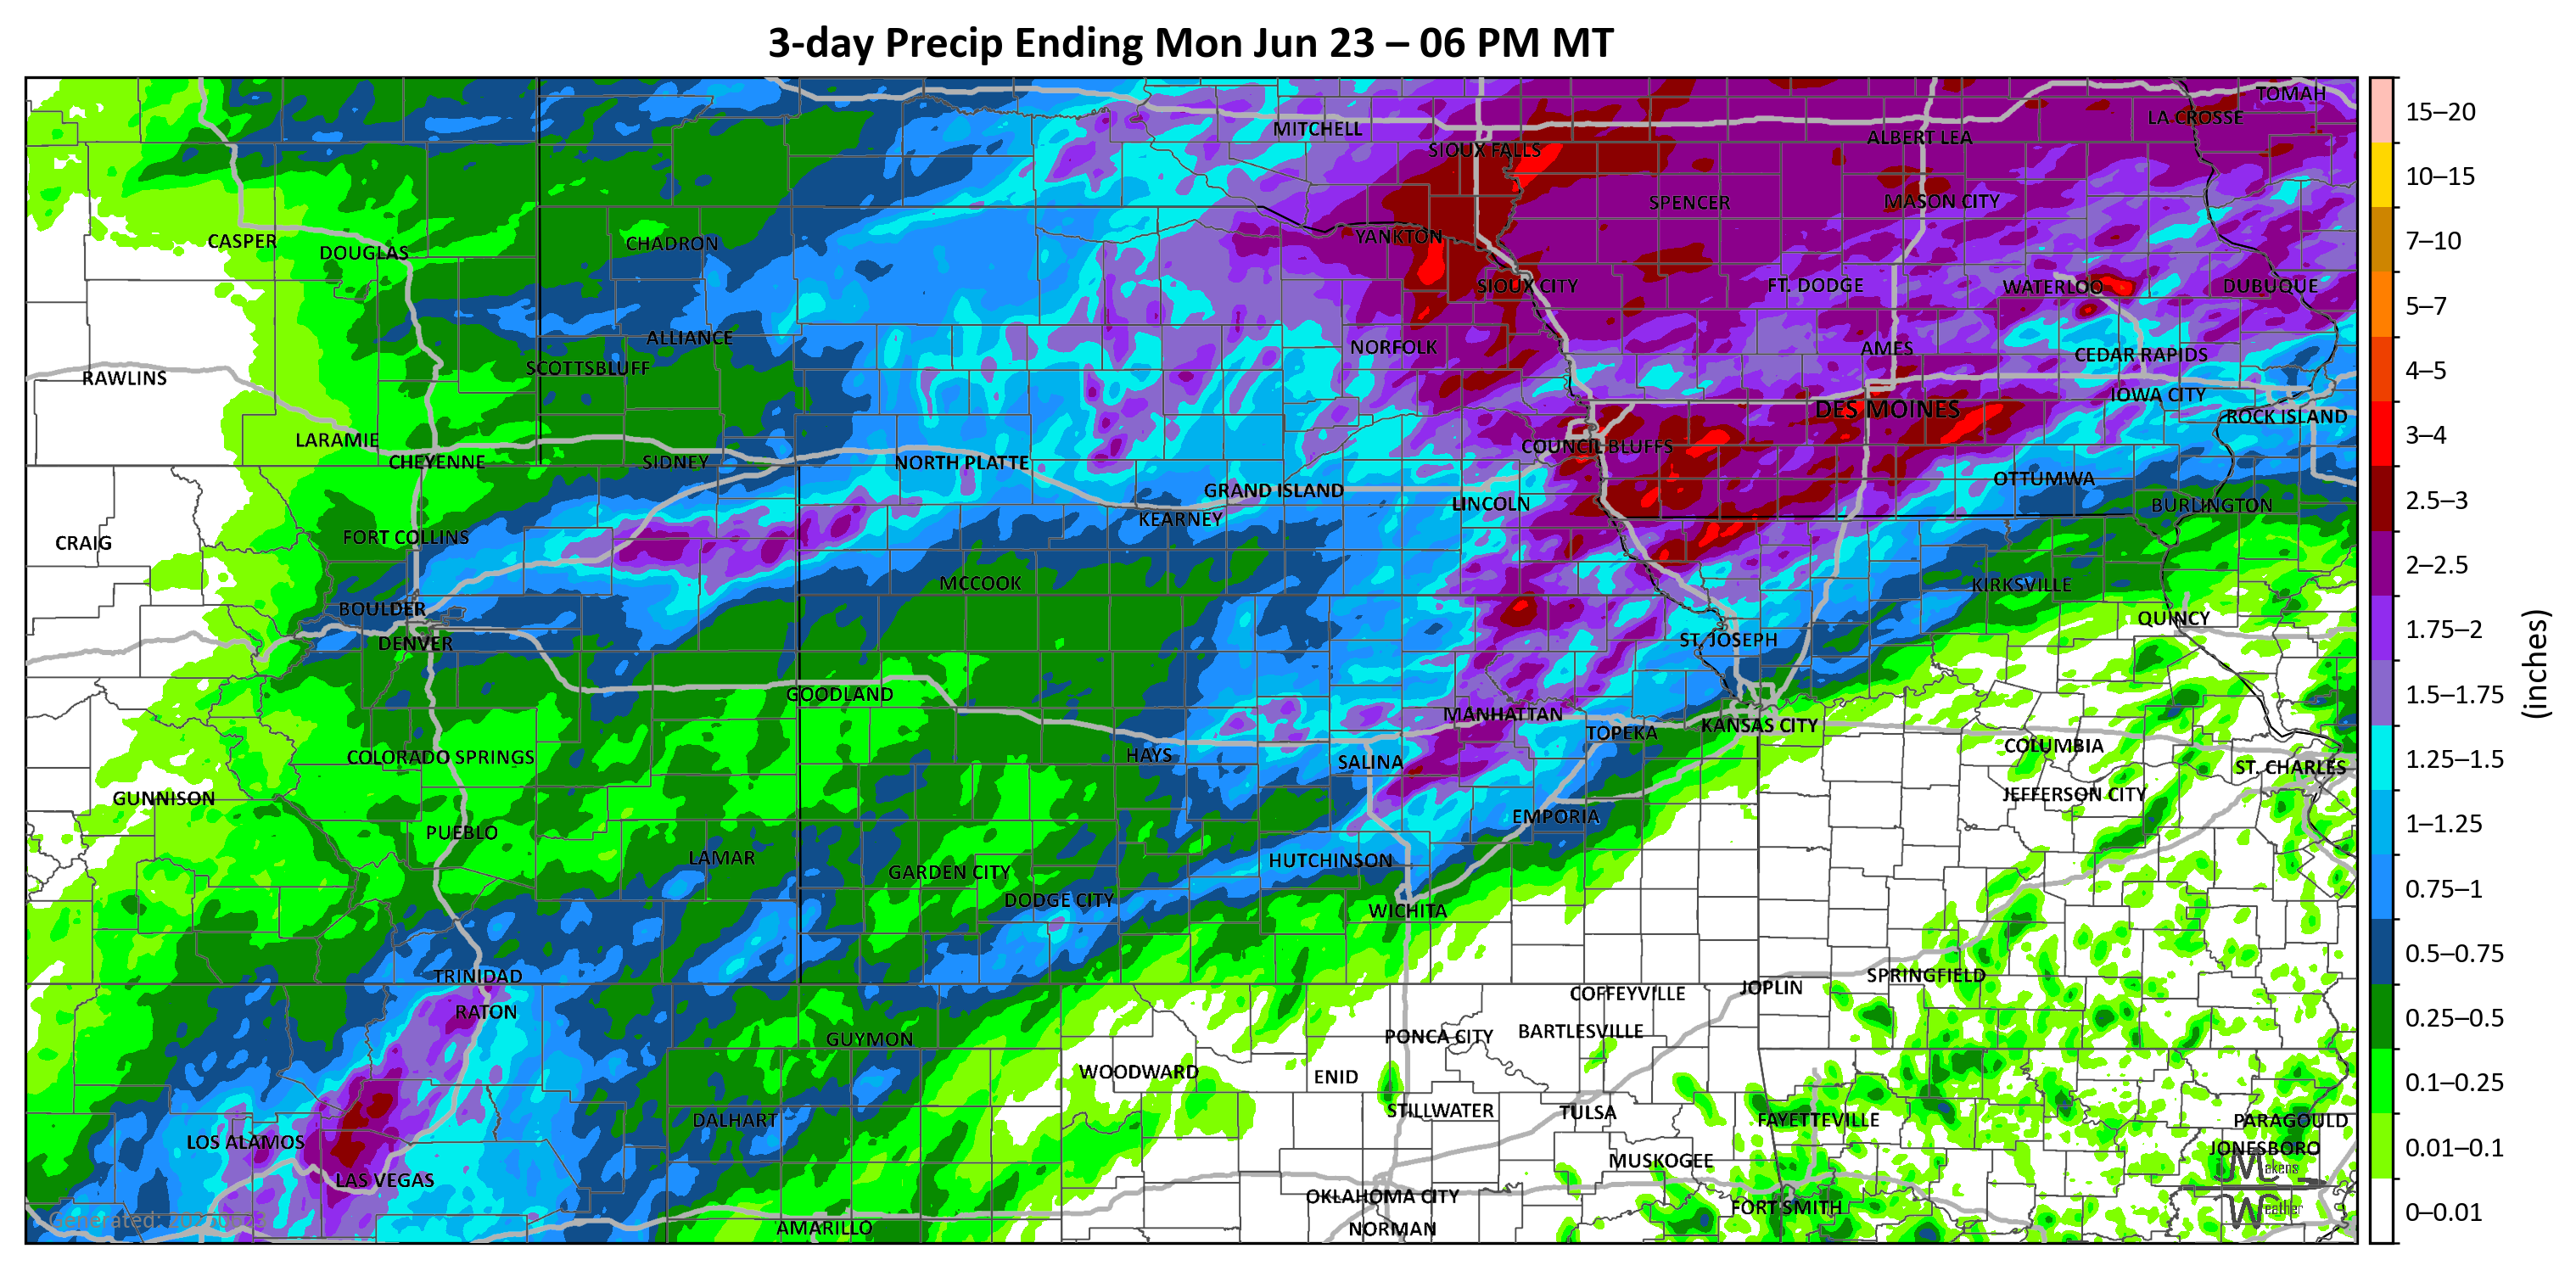 3-day Precip Ending Mon Jun 23 – 06 PM MT
TOMAH
LA CROSSE
MITCHELL
ALBERT LEA
SIOUX FALLS
SPENCER
MASON CITY
YANKTON
CASPER
CHADRON
DOUGLAS
SIOUX CITY
FT. DODGE
WATERLOO
DUBUQUE
ALLIANCE
NORFOLK
AMES
CEDAR RAPIDS
SCOTTSBLUFF
RAWLINS
IOWA CITY
DES MOINES
ROCK ISLAND
LARAMIE
COUNCIL BLUFFS
CHEYENNE
SIDNEY
NORTH PLATTE
OTTUMWA
GRAND ISLAND
LINCOLN
BURLINGTON
KEARNEY
FORT COLLINS
CRAIG
MCCOOK
KIRKSVILLE
BOULDER
QUINCY
DENVER
ST. JOSEPH
GOODLAND
MANHATTAN
KANSAS CITY
TOPEKA
COLUMBIA
COLORADO SPRINGS
HAYS
SALINA
ST. CHARLES
GUNNISON
JEFFERSON CITY
EMPORIA
PUEBLO
LAMAR
HUTCHINSON
GARDEN CITY
DODGE CITY
WICHITA
TRINIDAD
SPRINGFIELD
JOPLIN
COFFEYVILLE
RATON
BARTLESVILLE
PONCA CITY
GUYMON
WOODWARD
ENID
STILLWATER
TULSA
DALHART
FAYETTEVILLE
PARAGOULD
LOS ALAMOS
JONESBORO
MUSKOGEE
LAS VEGAS
OKLAHOMA CITY
FORT SMITH
AMARILLO
NORMAN
Makens
Weather
Generated:
15–20
10–15
7–10
5–7
4–5
3–4
2.5–3
2–2.5
1.75–2
1.5–1.75
1.25–1.5
1–1.25
0.75–1
0.5–0.75
0.25–0.5
0.1–0.25
0.01–0.1
0–0.01
(inches)